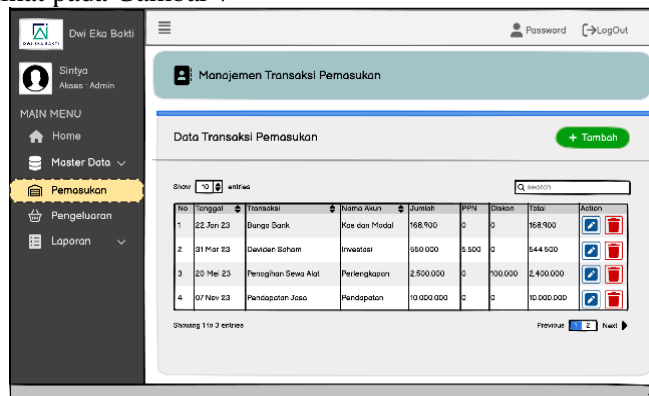 Dwi Eka Bakti
Password LogOut
DWI EKA BAKTI
Sintya
Akses : Admin
Manajemen Transaksi Pemasukan
MAIN MENU
Home
Master Data
Pemasukan
Pengeluaran
Laporan
Data Transaksi Pemasukan
+ Tambah
Show 10 entries
search
No Tanggal Transaksi Nama Akun Jumlah PPN Diskon Total Action
1 22 Jan 23 Bunga Bank Kas dan Modal 168.900 0 0 168.900
2 31 Mar 23 Deviden Saham Investasi 550.000 5.500 0 544.500
3 20 Mei 23 Penagihan Sewa Alat Perlengkapan 2.500.000 0 100.000 2.400.000
4 07 Nov 23 Pendapatan Jasa Pendapatan 10.000.000 0 0 10.000.000
Showing 1 to 3 entries
Previous 1 2 Next